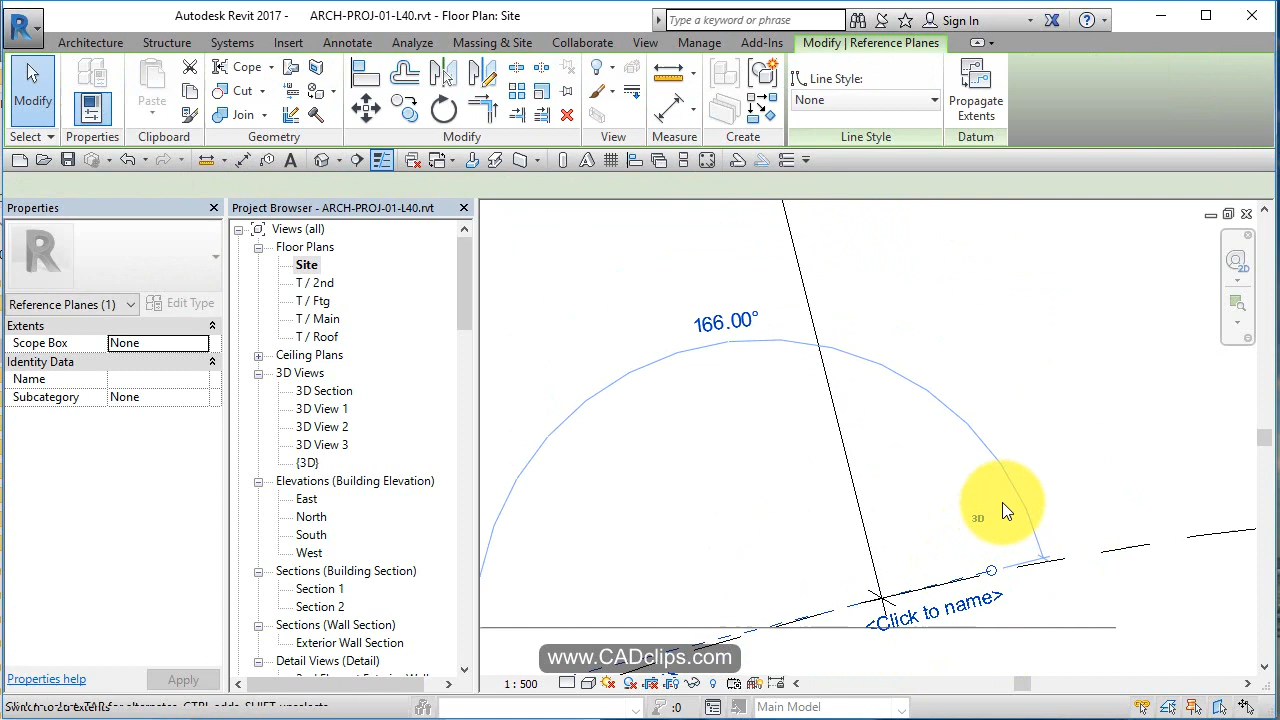 Autodesk Revit 2017 -     ARCH-PROJ-01-L40.rvt - Floor Plan: Site
Type a keyword or phrase
Sign In
Architecture Structure Systems Insert Annotate Analyze Massing & Site Collaborate View Manage Add-Ins Modify | Reference Planes
Modify
Paste
Cope
Cut
Join
Line Style:
None
Propagate
Extents
Select Properties Clipboard Geometry Modify View Measure Create Line Style Datum
Properties
Reference Planes (1) Edit Type
Extents
Scope Box None
Identity Data
Name
Subcategory None
Properties help Apply
Project Browser - ARCH-PROJ-01-L40.rvt
Views (all)
Floor Plans
Site
T / 2nd
T / Ftg
T / Main
T / Roof
Ceiling Plans
3D Views
3D Section
3D View 1
3D View 2
3D View 3
{3D}
Elevations (Building Elevation)
East
North
South
West
Sections (Building Section)
Section 1
Section 2
Sections (Wall Section)
Exterior Wall Section
Detail Views (Detail)
2D
166.00°
3D
<Click to name>
www.CADclips.com
1 : 500
:0
Main Model